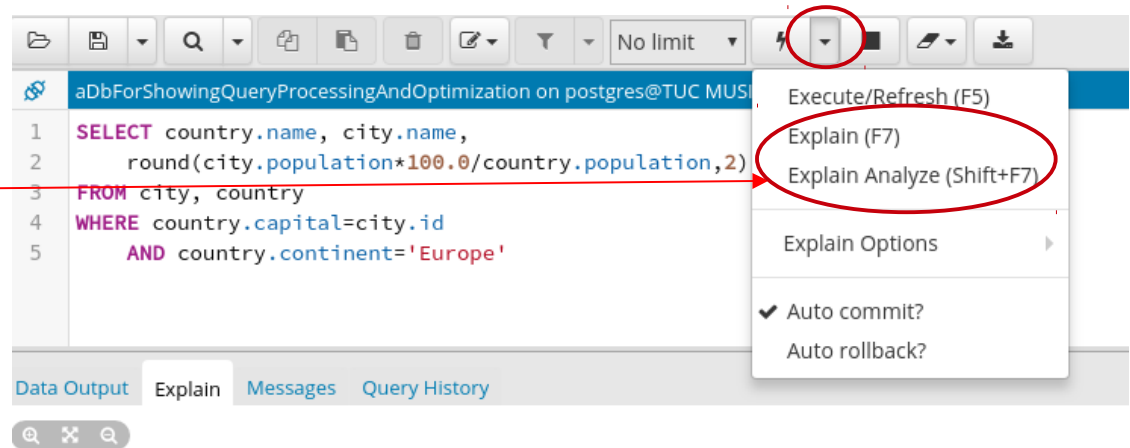 No limit
aDbForShowingQueryProcessingAndOptimization on postgres@TUC MUSI
1 SELECT country.name, city.name,
2 round(city.population*100.0/country.population,2)
3 FROM city, country
4 WHERE country.capital=city.id
5 AND country.continent='Europe'
Execute/Refresh (F5)
Explain (F7)
Explain Analyze (Shift+F7)
Explain Options
Auto commit?
Auto rollback?
Data Output Explain Messages Query History